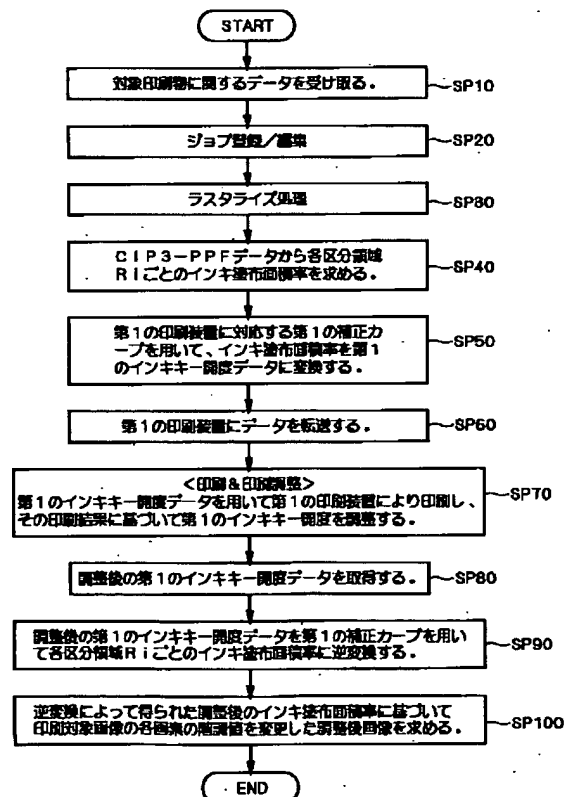 START
対象印刷物に関するデータを受け取る。
SP10
ジョブ登録/編集
SP20
ラスタライズ処理
SP30
CIP3-PPFデータから各区分領域
Riごとのインキ塗布面積率を求める。
SP40
第1の印刷装置に対応する第1の補正カ
ーブを用いて、インキ塗布面積率を第1
のインキキー開度データに変換する。
SP50
第1の印刷装置にデータを転送する。
SP60
<印刷&印刷調整>
第1のインキキー開度データを用いて第1の印刷装置により印刷し、
その印刷結果に基づいて第1のインキキー開度を調整する。
SP70
調整後の第1のインキキー開度データを取得する。
SP80
調整後の第1のインキキー開度データを第1の補正カーブを用い
て各区分領域Riごとのインキ塗布面積率に逆変換する。
SP90
逆変換によって得られた調整後のインキ塗布面積率に基づいて
印刷対象画像の各画素の階調値を変更した調整後画像を求める。
SP100
END